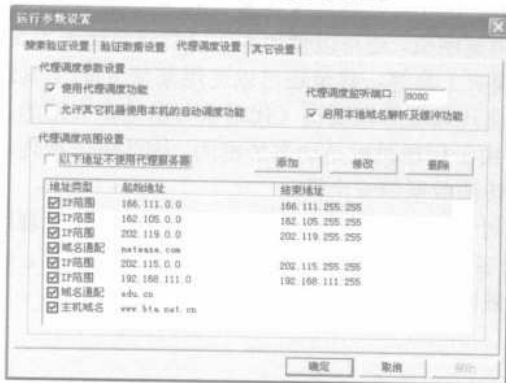 运行参数设置
搜索验证设置 验证数据设置 代理调度设置 其它设置
代理调度参数设置
使用代理调度功能 代理调度监听端口: 8080
允许其它机器使用本机的自动调度功能 启用本地域名解析及缓冲功能
代理调度范围设置
以下地址不使用代理服务器 添加 修改 删除
地址类型 起始地址 结束地址
IP范围 166.111.0.0 166.111.255.255
IP范围 162.105.0.0 162.105.255.255
IP范围 202.119.0.0 202.119.255.255
域名通配 netease.com
IP范围 202.115.0.0 202.115.255.255
IP范围 192.168.111.0 192.168.111.255
域名通配 edu.cn
主机域名 www.bta.net.cn
确定 取消